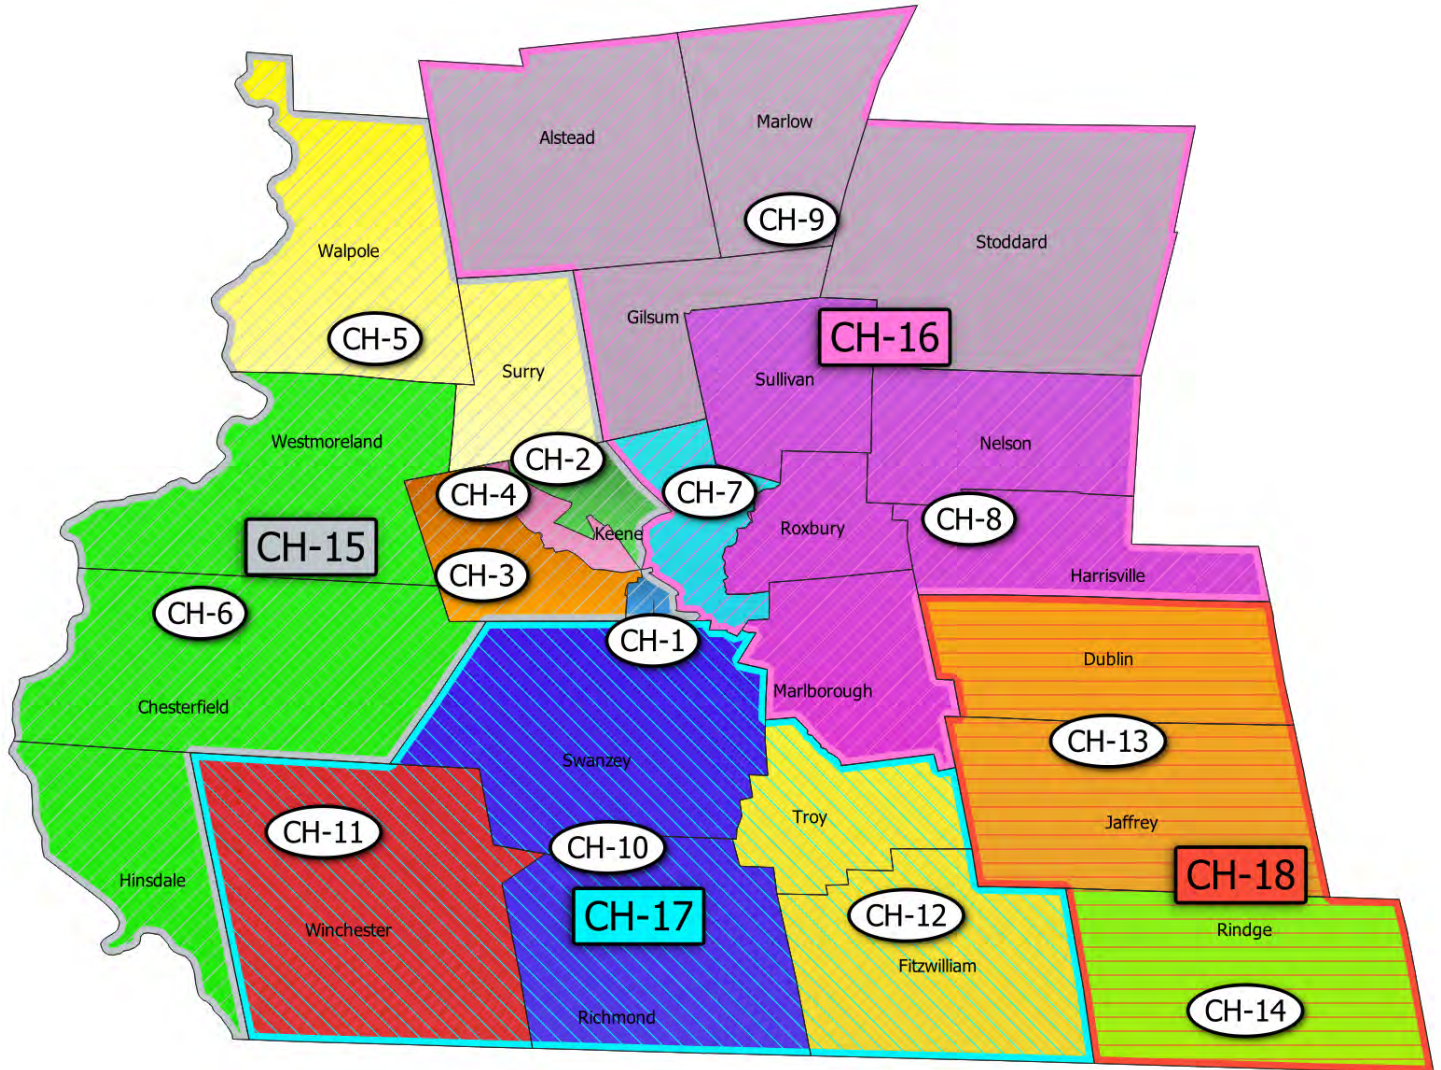 Marlow
Alstead
CH-9
Stoddard
Walpole
Gilsum
CH-5
CH-16
Surry
Sullivan
Westmoreland
Nelson
CH-2
CH-4
CH-7
CH-8
Roxbury
Keene
CH-15
CH-3
Harrisville
CH-6
CH-1
Dublin
Marlborough
Chesterfield
CH-13
Swanzey
Troy
Jaffrey
CH-11
CH-10
CH-18
Hinsdale
CH-17
CH-12
Winchester
Rindge
Fitzwilliam
CH-14
Richmond